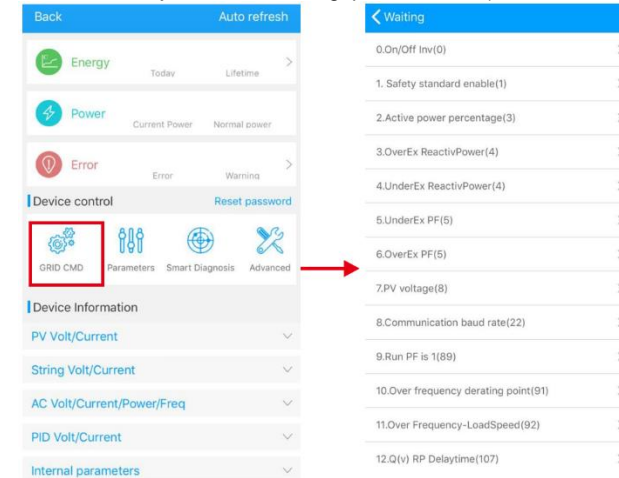 Back Auto refresh
Energy
Today Lifetime
Power
Current Power Normal power
Error
Error Warning
Device control Reset password
GRID CMD Parameters Smart Diagnosis Advanced
Device Information
PV Volt/Current
String Volt/Current
AC Volt/Current/Power/Freq
PID Volt/Current
Internal parameters
Waiting
0.On/Off Inv(0)
1. Safety standard enable(1)
2.Active power percentage(3)
3.OverEx ReactivPower(4)
4.UnderEx ReactivPower(4)
5.UnderEx PF(5)
6.OverEx PF(5)
7.PV voltage(8)
8.Communication baud rate(22)
9.Run PF is 1(89)
10.Over frequency derating point(91)
11.Over Frequency-LoadSpeed(92)
12.Q(v) RP Delaytime(107)